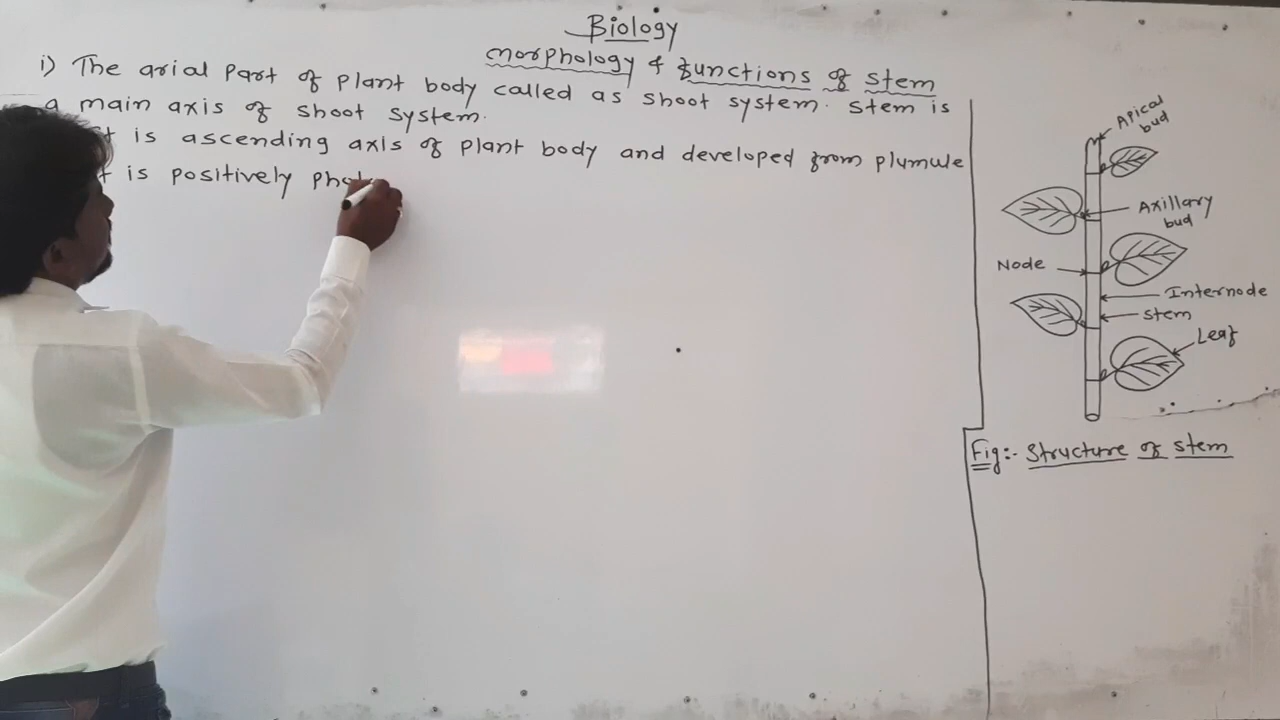 Biology
morphology & functions of stem
i) The arial Part of plant body called as shoot system. stem is
a main axis of shoot system.
is ascending axis of plant body and developed from plumule
is positively
Apical
bud
Axillary
bud
Node
Internode
stem
Leaf
Fig:- structure of stem